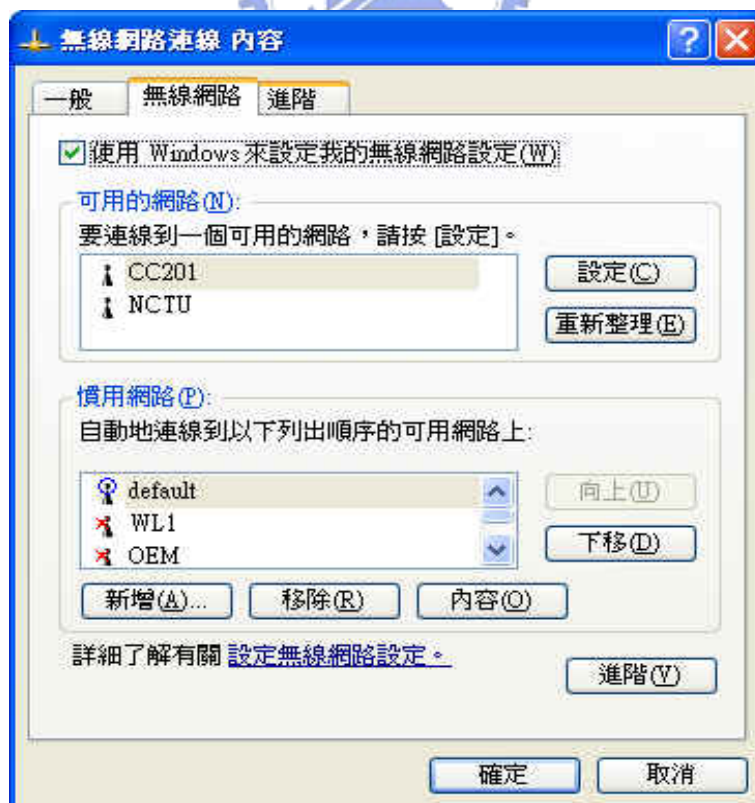 無線網路連線 內容
一般
無線網路
進階
使用 Windows 來設定我的無線網路設定(W)
可用的網路(N):
要連線到一個可用的網路，請按 [設定]。
CC201
NCTU
設定(C)
重新整理(E)
慣用網路(P):
自動地連線到以下列出順序的可用網路上:
default
WL1
OEM
向上(U)
下移(D)
新增(A)...
移除(R)
內容(O)
詳細了解有關 設定無線網路設定。
進階(V)
確定
取消